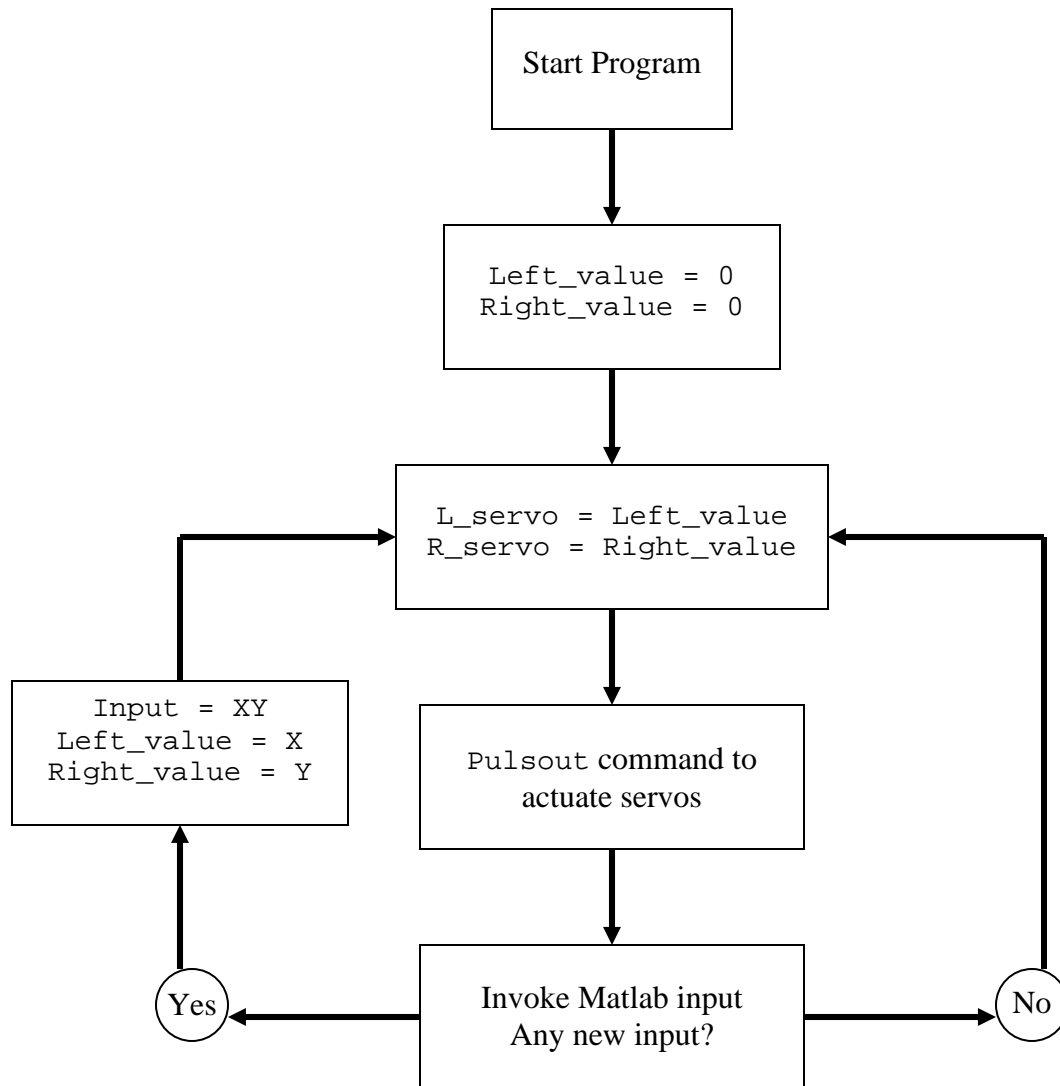 Start Program
Left_value = 0
Right_value = 0
L_servo = Left_value
R_servo = Right_value
Input = XY
Left_value = X
Right_value = Y
Pulsout command to
actuate servos
Yes
Invoke Matlab input
Any new input?
No